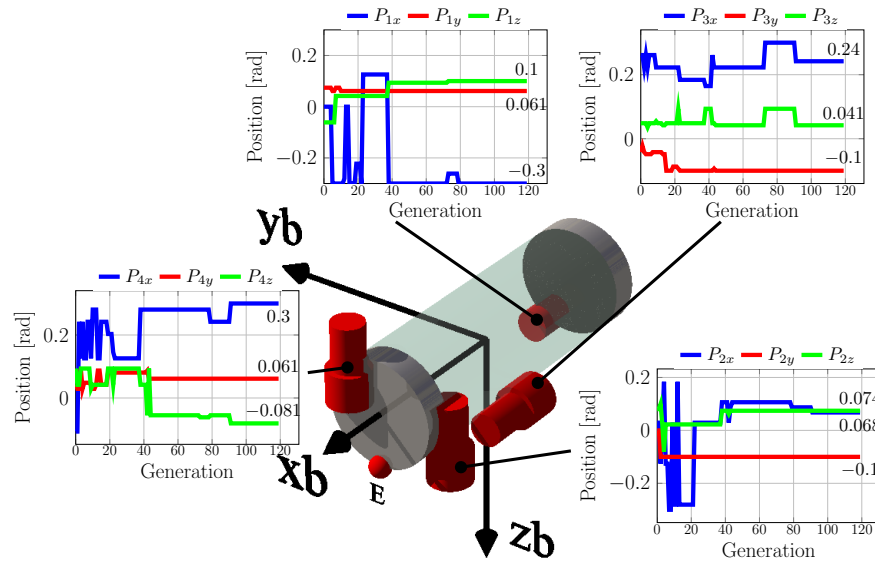 P1x P1y P1z
Position [rad]
0.2
0
−0.2
0.1
0.061
−0.3
0 20 40 60 80 100 120
Generation
P3x P3y P3z
Position [rad]
0.2
0
0.24
0.041
−0.1
0 20 40 60 80 100 120
Generation
yb
P4x P4y P4z
Position [rad]
0.2
0
0.3
0.061
−0.081
0 20 40 60 80 100 120
Generation
P2x P2y P2z
Position [rad]
0.2
0
−0.2
0.074
0.068
−0.1
0 20 40 60 80 100 120
Generation
xb
E
zb